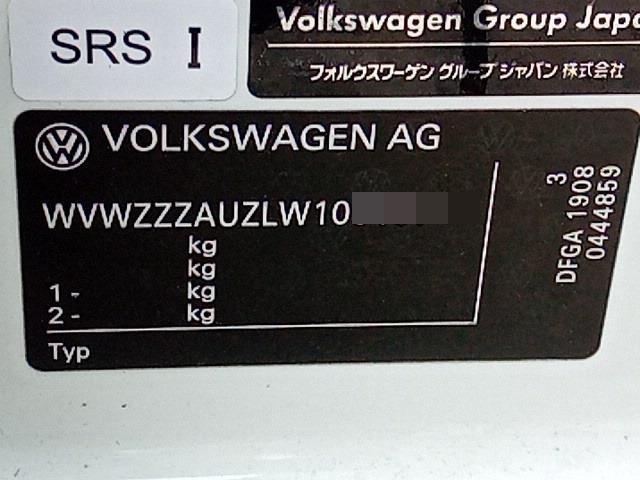 SRS I
Volkswagen Group Japa
フォルクスワーゲン グループ ジャパン 株式会社
VOLKSWAGEN AG
WVWZZZAUZLW10
kg
kg
1 - kg
2 - kg
Typ
3
DFGA 1908
0444859